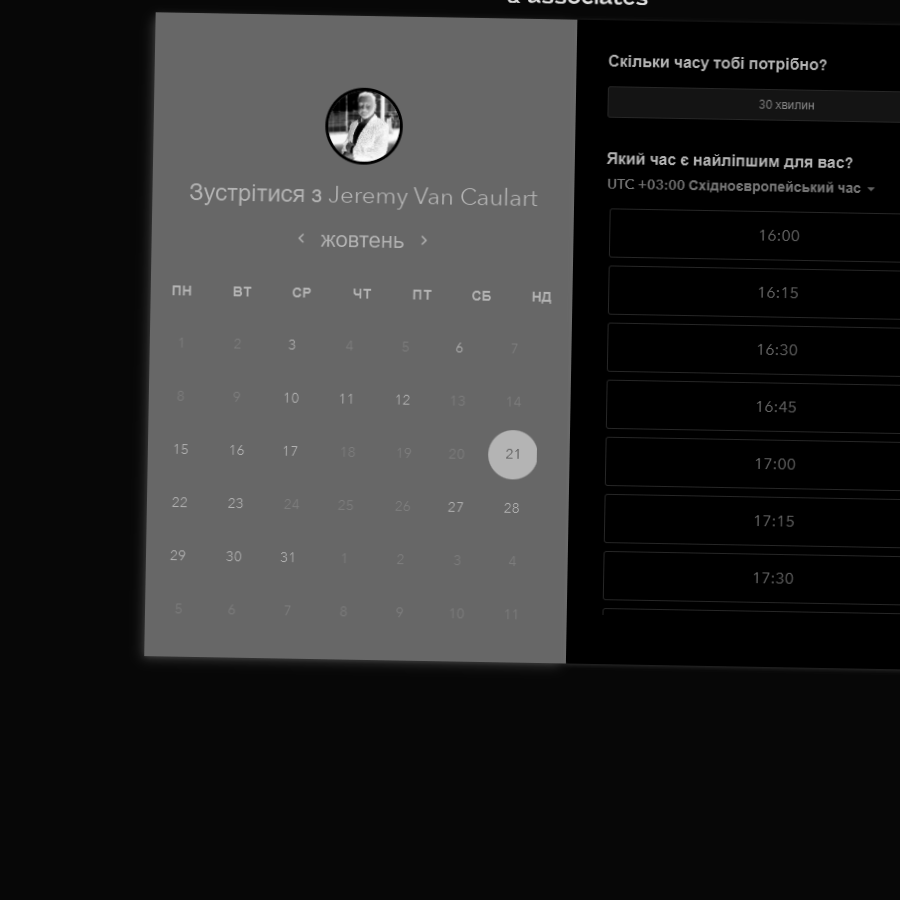 & associates
Зустрітися з Jeremy Van Caulart
жовтень
ПН ВТ СР ЧТ ПТ СБ НД
1 2 3 4 5 6 7
8 9 10 11 12 13 14
15 16 17 18 19 20 21
22 23 24 25 26 27 28
29 30 31 1 2 3 4
5 6 7 8 9 10 11
Скільки часу тобі потрібно?
30 хвилин
Який час є найліпшим для вас?
UTC +03:00 Східноєвропейський час
16:00
16:15
16:30
16:45
17:00
17:15
17:30